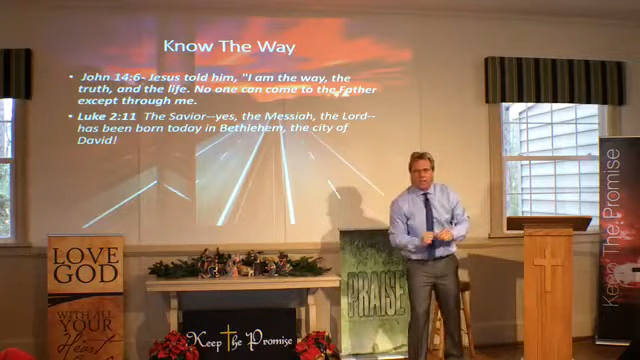 Know The Way
• John 14:6- Jesus told him, "I am the way, the
truth, and the life. No one can come to the Father
except through me.
• Luke 2:11 The Savior--yes, the Messiah, the Lord--
has been born today in Bethlehem, the city of
David!
LOVE
GOD
WITH ALL
YOUR
Heart
PRAISE
Keep the Promise
Keep The Promise